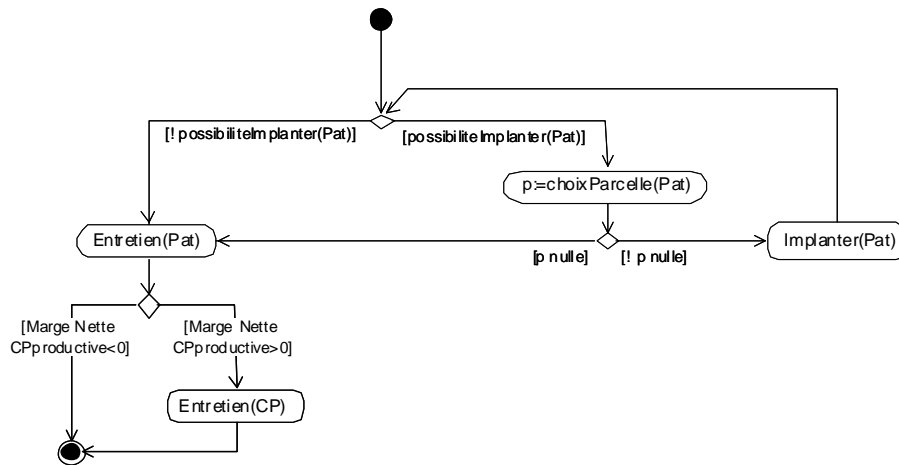 [! possibiliteImplanter(Pat)]
[possibiliteImplanter(Pat)]
p:=choixParcelle(Pat)
Entretien(Pat)
Implanter(Pat)
[p nulle]
[! p nulle]
[Marge Nette
CPproductive<0]
[Marge Nette
CPproductive>0]
Entretien(CP)